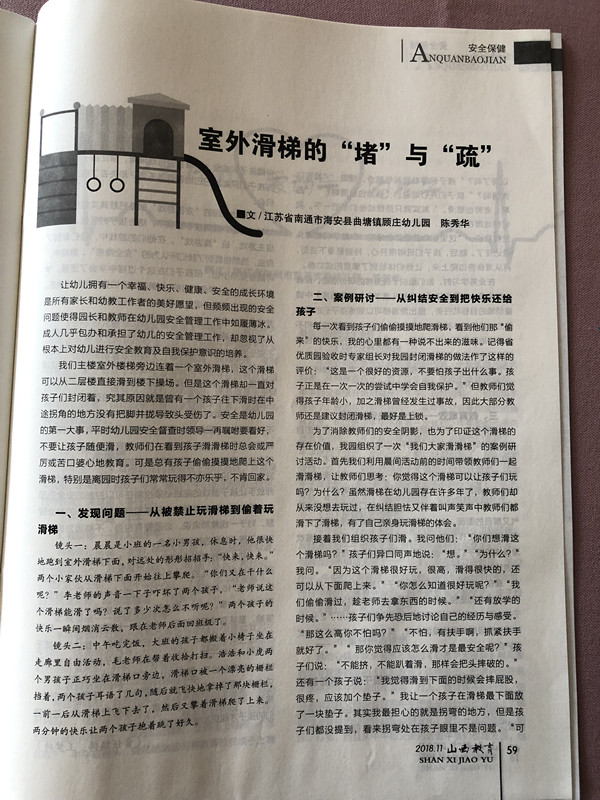 安全保健
ANQUANBAOJIAN
室外滑梯的“堵”与“疏”
■文/江苏省南通市海安县曲塘镇顾庄幼儿园 陈秀华
让幼儿拥有一个幸福、快乐、健康、安全的成长环境
是所有家长和幼教工作者的美好愿望，但频频出现的安全
问题使得园长和教师在幼儿园安全管理工作中如履薄冰。
成人几乎包办和承担了幼儿的安全管理工作，却忽视了从
根本上对幼儿进行安全教育及自我保护意识的培养。
我们主楼室外楼梯旁边连着一个室外滑梯，这个滑梯
可以从二层楼直接滑到楼下操场。但是这个滑梯却一直对
孩子们封闭着，究其原因就是曾有一个孩子往下滑时在中
途拐角的地方没有把脚并拢导致头受伤了。安全是幼儿园
的第一大事，平时幼儿园安全督查时领导一再嘱咐要看好，
不要让孩子随便滑，教师们在看到孩子滑滑梯时总会或严
厉或苦口婆心地教育。可是总有孩子偷偷摸摸地爬上这个
滑梯，特别是离园时孩子们常常玩得不亦乎，不肯回家。
一、发现问题——从被禁止玩滑梯到偷着玩
滑梯
镜头一：晨晨是小班的一名小男孩，休息时，他很快
地跑到室外滑梯下面，对远处的彤彤招招手：“快来，快来。”
两个小家伙从滑梯下面开始往上攀爬。“你们又在干什么
呢？”李老师的声音一下子吓坏了两个孩子，“老师说这
个滑梯能滑了吗？说了多少次怎么不听呢？”两个孩子的
快乐一瞬间烟消云散，跟在老师后面回班级了。
镜头二：中午吃完饭，大班的孩子都搬着小椅子坐在
走廊里自由活动，毛老师在帮着收拾打扫。浩浩和小虎两
个男孩子正巧坐在滑梯口旁边，滑梯口被一个漂亮的栅栏
挡着，两个孩子耳语了几句，随后就飞快地拿掉了那块栅栏，
一前一后从滑梯上飞下去了，然后又攀着滑梯爬了上来。
两分钟的快乐让两个孩子抱着跳了好久。
二、案例研讨——从纠结安全到把快乐还给
孩子
每一次看到孩子们偷偷摸摸地爬滑梯，看到他们那“偷
来”的快乐，我的心里都有一种说不出来的滋味。记得省
优质园验收时专家组长对我园封闭滑梯的做法作了这样的
评价：“这是一个很好的资源，不要怕孩子出什么事。孩
子正是在一次一次的尝试中学会自我保护。”但教师们觉
得孩子年龄小，加之滑梯曾经发生过事故，因此大部分教
师还是建议封闭滑梯，最好是上锁。
为了消除教师们的安全阴影，也为了印证这个滑梯的
存在价值，我园组织了一次“我们大家滑滑梯”的案例研
讨活动。首先我们利用晨间活动前的时间带领教师们一起
滑滑梯，让教师们思考：你觉得这个滑梯可以让孩子们玩
吗？为什么？虽然滑梯在幼儿园存在许多年了，教师们却
从来没想去玩过，在纠结胆怯又伴着叫声笑声中教师们都
滑下了滑梯，有了自己亲身玩滑梯的体会。
接着我们组织孩子们滑。我问他们：“你们想滑这
个滑梯吗？”孩子们异口同声地说：“想。”“为什么？”
我问。“因为这个滑梯很好玩，很高，滑得很快的，还
可以从下面爬上来。”“你怎么知道很好玩呢？”“我
们偷偷滑过，趁老师去拿东西的时候。”“还有放学的
时候。”……孩子们争先恐后地讨论自己的经历与感受。
“那这么高你不怕吗？”“不怕，有扶手啊，抓紧扶手
就好了。”“那你觉得应该怎么滑才是最安全呢？”孩
子们说：“不能挤，不能趴着滑，那样会把头摔破的。”
还有一个孩子说：“我觉得滑到下面的时候会摔屁股，
很疼，应该加个垫子。”我让一个孩子在滑梯最下面放
了一块垫子。其实我最担心的就是拐弯的地方，但是孩
子们都没提到，看来拐弯处在孩子眼里不是问题。“可
2018.11 山西教育 59
SHAN XI JIAO YU